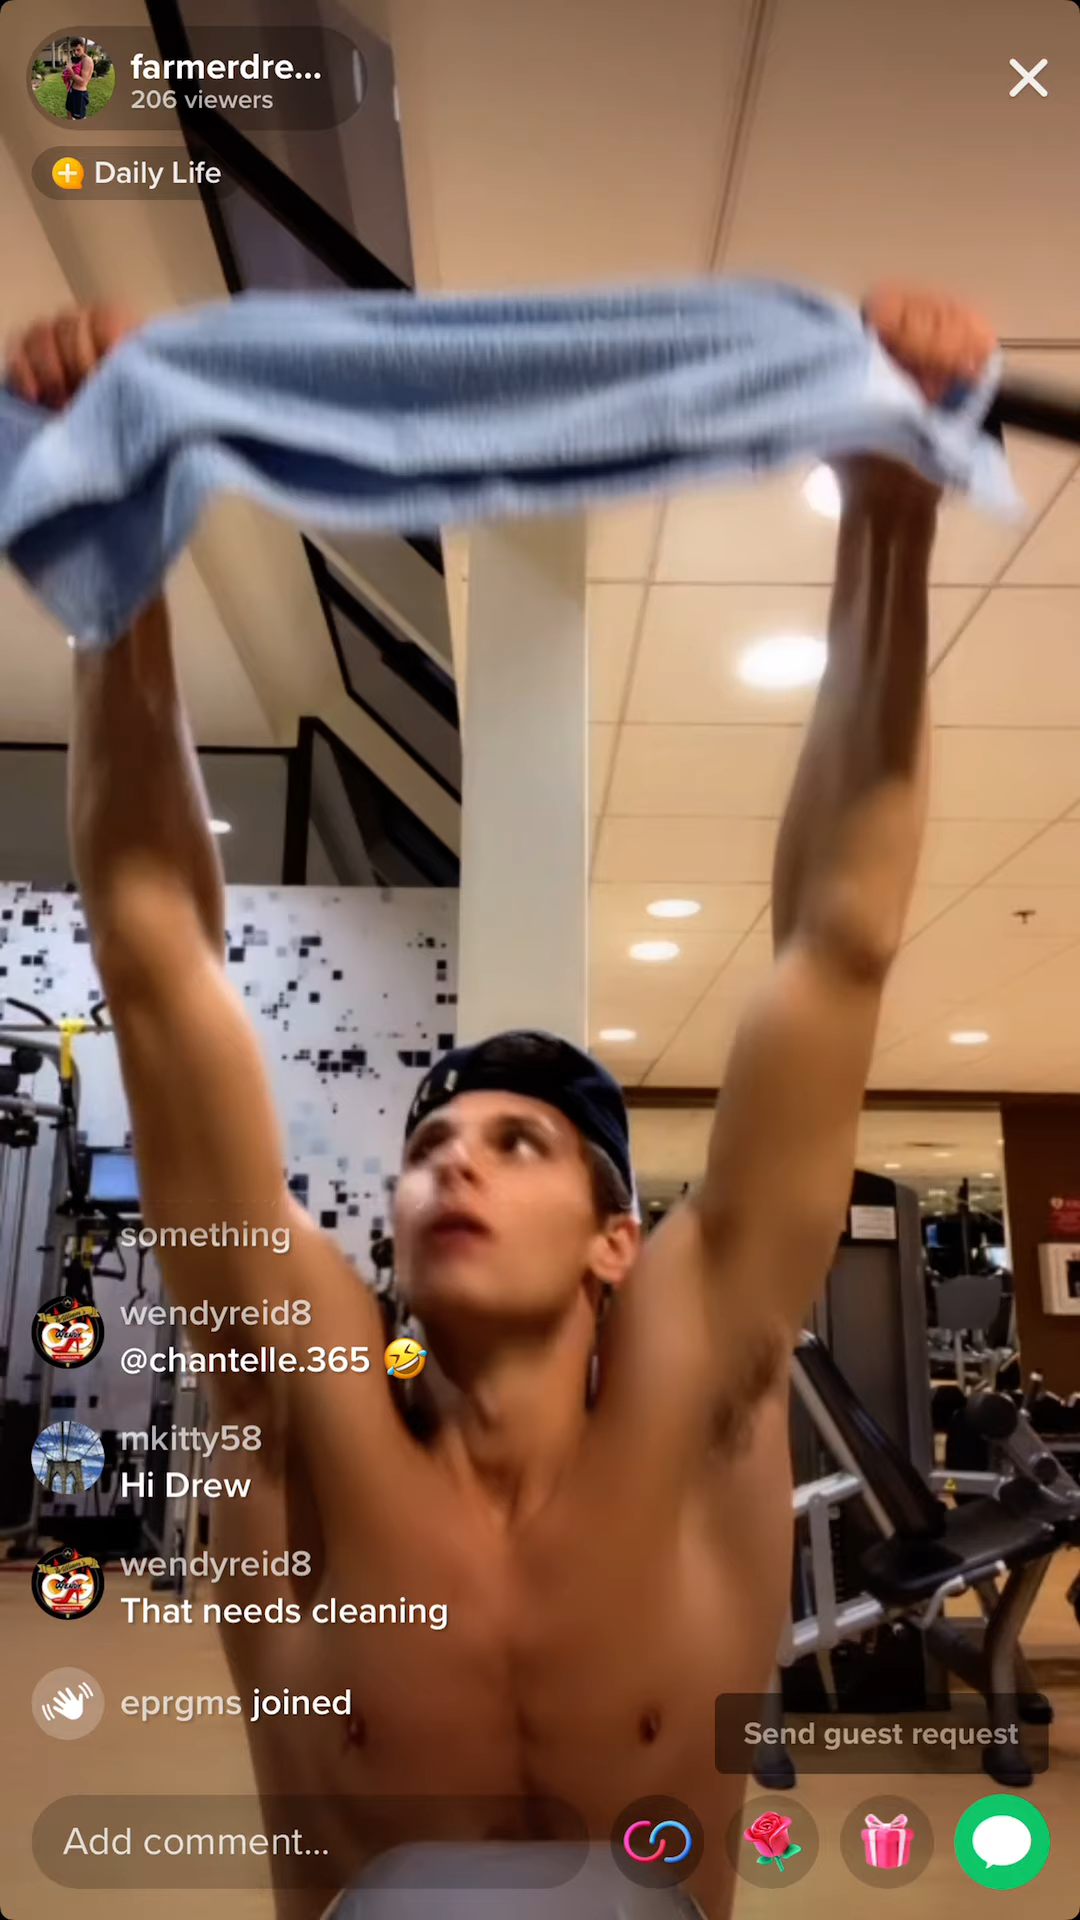 farmerdre...
206 viewers
Daily Life
something
wendyreid8
@chantelle.365 🤣
mkitty58
Hi Drew
wendyreid8
That needs cleaning
eprgms joined
Send guest request
Add comment...